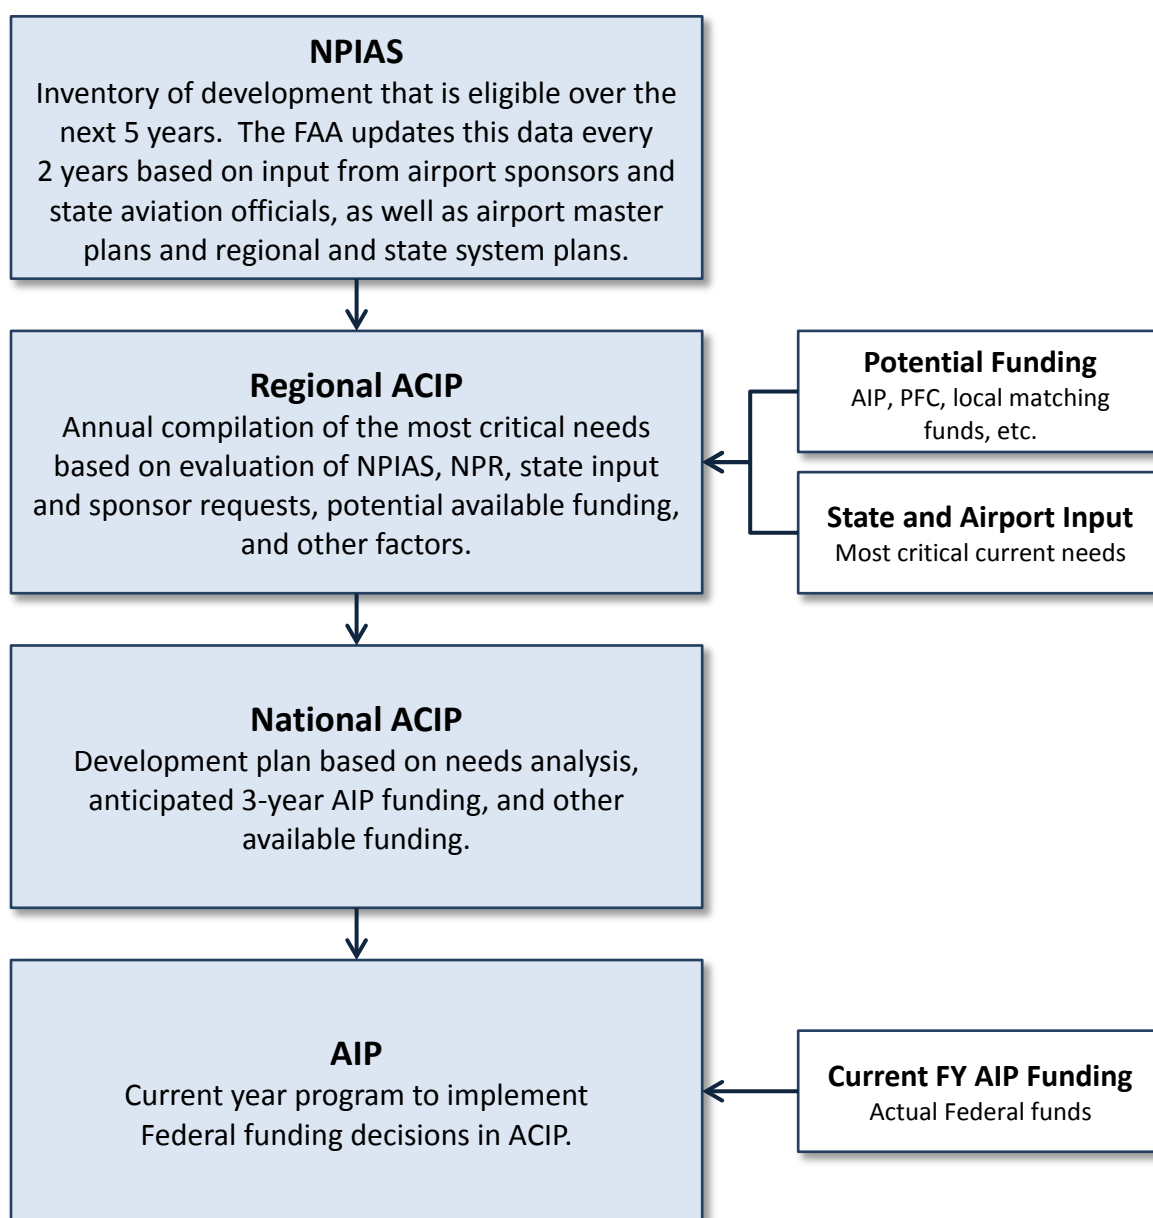 NPIAS
Inventory of development that is eligible over the
next 5 years.  The FAA updates this data every
2 years based on input from airport sponsors and
state aviation officials, as well as airport master
plans and regional and state system plans.
Regional ACIP
Annual compilation of the most critical needs
based on evaluation of NPIAS, NPR, state input
and sponsor requests, potential available funding,
and other factors.
Potential Funding
AIP, PFC, local matching
funds, etc.
State and Airport Input
Most critical current needs
National ACIP
Development plan based on needs analysis,
anticipated 3-year AIP funding, and other
available funding.
AIP
Current year program to implement
Federal funding decisions in ACIP.
Current FY AIP Funding
Actual Federal funds